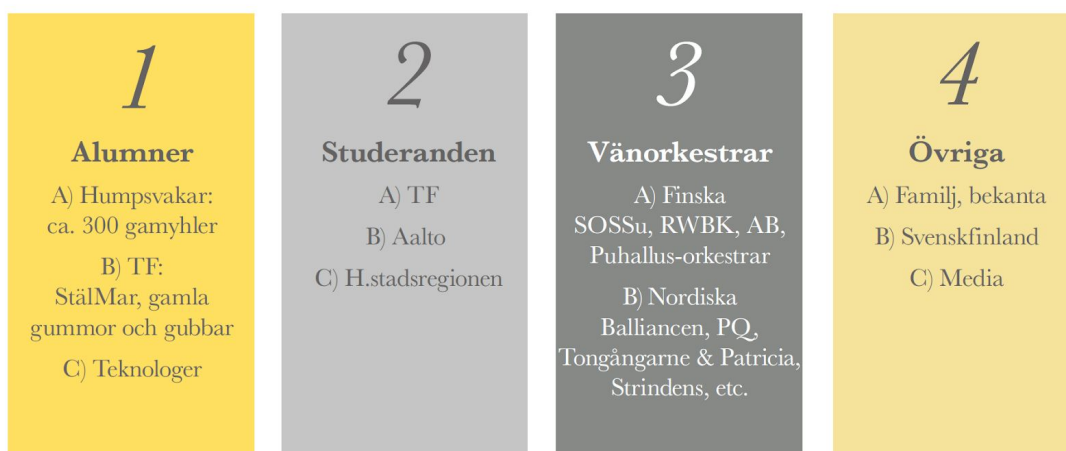 1
Alumner
A) Humpsvakar:
ca. 300 gamyhler
B) TF:
StälMar, gamla
gummor och gubbar
C) Teknologer
2
Studeranden
A) TF
B) Aalto
C) H.stadsregionen
3
Vänorkestrar
A) Finska
SOSSu, RWBK, AB,
Puhallus-orkestrar
B) Nordiska
Balliancen, PQ,
Tongångarne & Patricia,
Strindens, etc.
4
Övriga
A) Familj, bekanta
B) Svenskfinland
C) Media